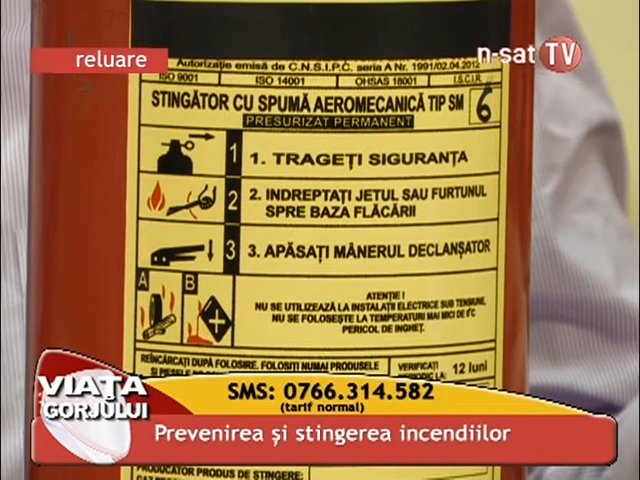 reluare
n-sat TV
Autorizație emisă de C.N.S.I.P.C. seria A Nr. 1991/02.04.2012
ISO 9001 ISO 14001 OHSAS 18001 I.S.C.I.R.
STINGĂTOR CU SPUMĂ AEROMECANICĂ TIP SM 6
PRESURIZAT PERMANENT
1 1. TRAGEȚI SIGURANȚA
2 2. INDREPTAȚI JETUL SAU FURTUNUL
SPRE BAZA FLĂCĂRII
3 3. APĂSAȚI MÂNERUL DECLANȘATOR
A B
ATENȚIE !
NU SE UTILIZEAZĂ LA INSTALAȚII ELECTRICE SUB TENSIUNE,
NU SE FOLOSEȘTE LA TEMPERATURI MAI MICI DE 0°C
PERICOL DE INGHEȚ.
REÎNCĂRCAȚI DUPĂ FOLOSIRE. FOLOSIȚI NUMAI PRODUSELE
VERIFICAȚI
PERIODIC LA: 12 luni
VIAȚA
GORJULUI
SMS: 0766.314.582
(tarif normal)
Prevenirea și stingerea incendiilor
PRODUCĂTOR PRODUS DE STINGERE: